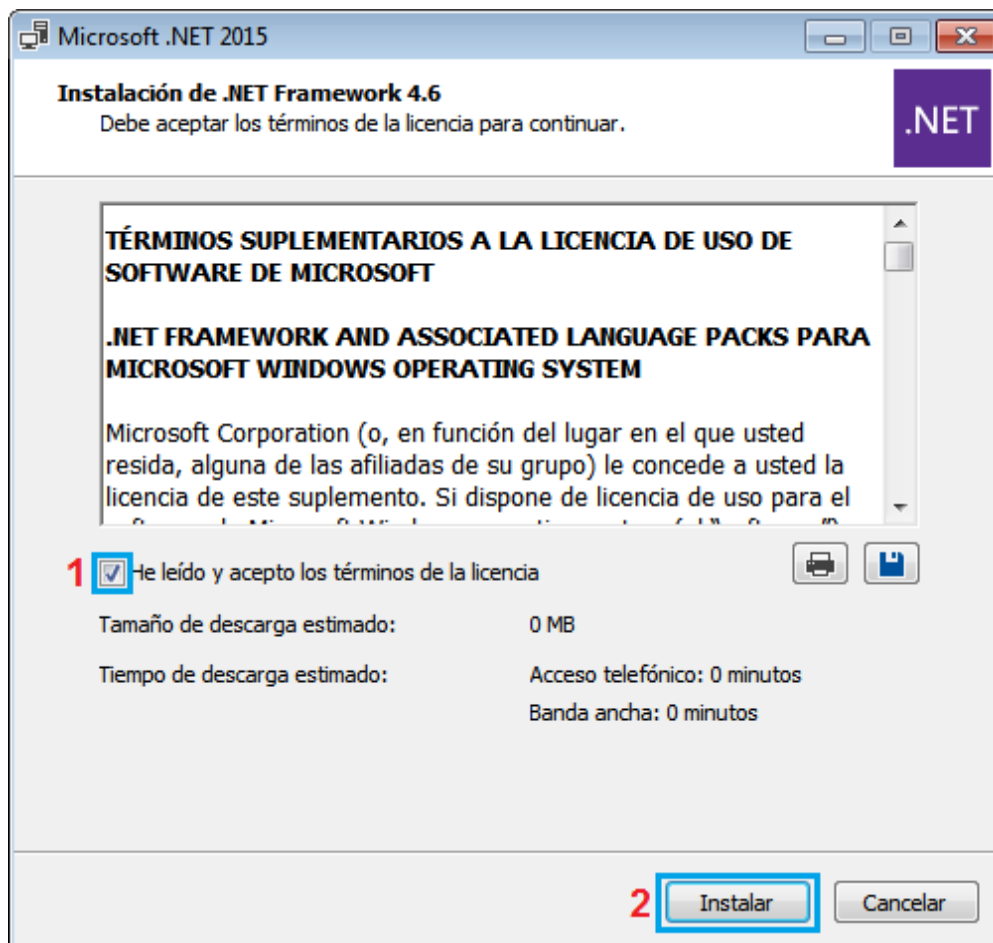 Microsoft .NET 2015
Instalación de .NET Framework 4.6
Debe aceptar los términos de la licencia para continuar.
.NET
TÉRMINOS SUPLEMENTARIOS A LA LICENCIA DE USO DE
SOFTWARE DE MICROSOFT
.NET FRAMEWORK AND ASSOCIATED LANGUAGE PACKS PARA
MICROSOFT WINDOWS OPERATING SYSTEM
Microsoft Corporation (o, en función del lugar en el que usted
resida, alguna de las afiliadas de su grupo) le concede a usted la
licencia de este suplemento. Si dispone de licencia de uso para el
1 He leído y acepto los términos de la licencia
Tamaño de descarga estimado: 0 MB
Tiempo de descarga estimado: Acceso telefónico: 0 minutos
Banda ancha: 0 minutos
2 Instalar Cancelar